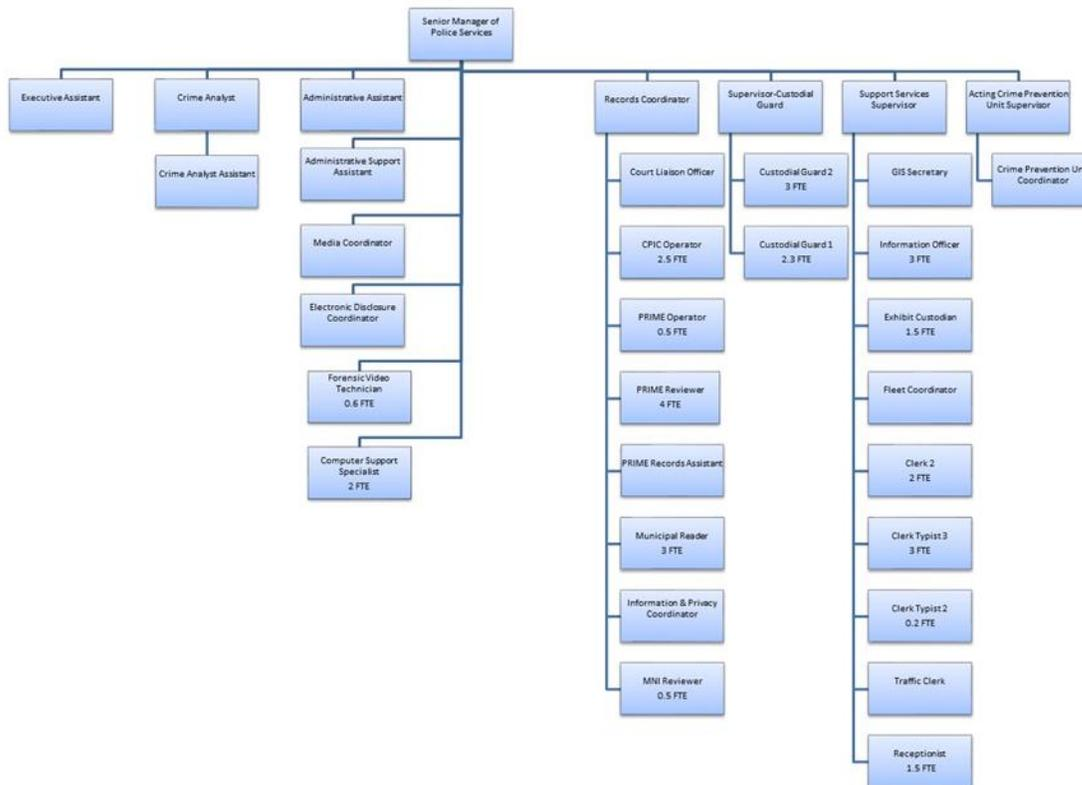 Senior Manager of
Police Services
Executive Assistant
Crime Analyst
Administrative Assistant
Records Coordinator
Supervisor-Custodial
Guard
Support Services
Supervisor
Acting Crime Prevention
Unit Supervisor
Crime Analyst Assistant
Administrative Support
Assistant
Media Coordinator
Electronic Disclosure
Coordinator
Forensic Video
Technician
0.6 FTE
Computer Support
Specialist
2 FTE
Court Liaison Officer
CPIC Operator
2.5 FTE
PRIME Operator
0.5 FTE
PRIME Reviewer
4 FTE
PRIME Records Assistant
Municipal Reader
3 FTE
Information & Privacy
Coordinator
MNI Reviewer
0.5 FTE
Custodial Guard 2
3 FTE
Custodial Guard 1
2.3 FTE
GIS Secretary
Information Officer
3 FTE
Exhibit Custodian
1.5 FTE
Fleet Coordinator
Clerk 2
2 FTE
Clerk Typist 3
3 FTE
Clerk Typist 2
0.2 FTE
Traffic Clerk
Receptionist
1.5 FTE
Crime Prevention Un
Coordinator